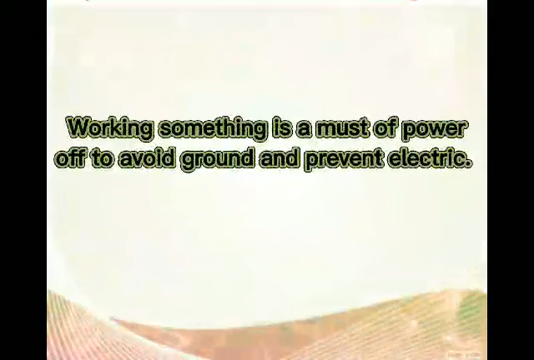 Working something is a must of power
off to avoid ground and prevent electric.